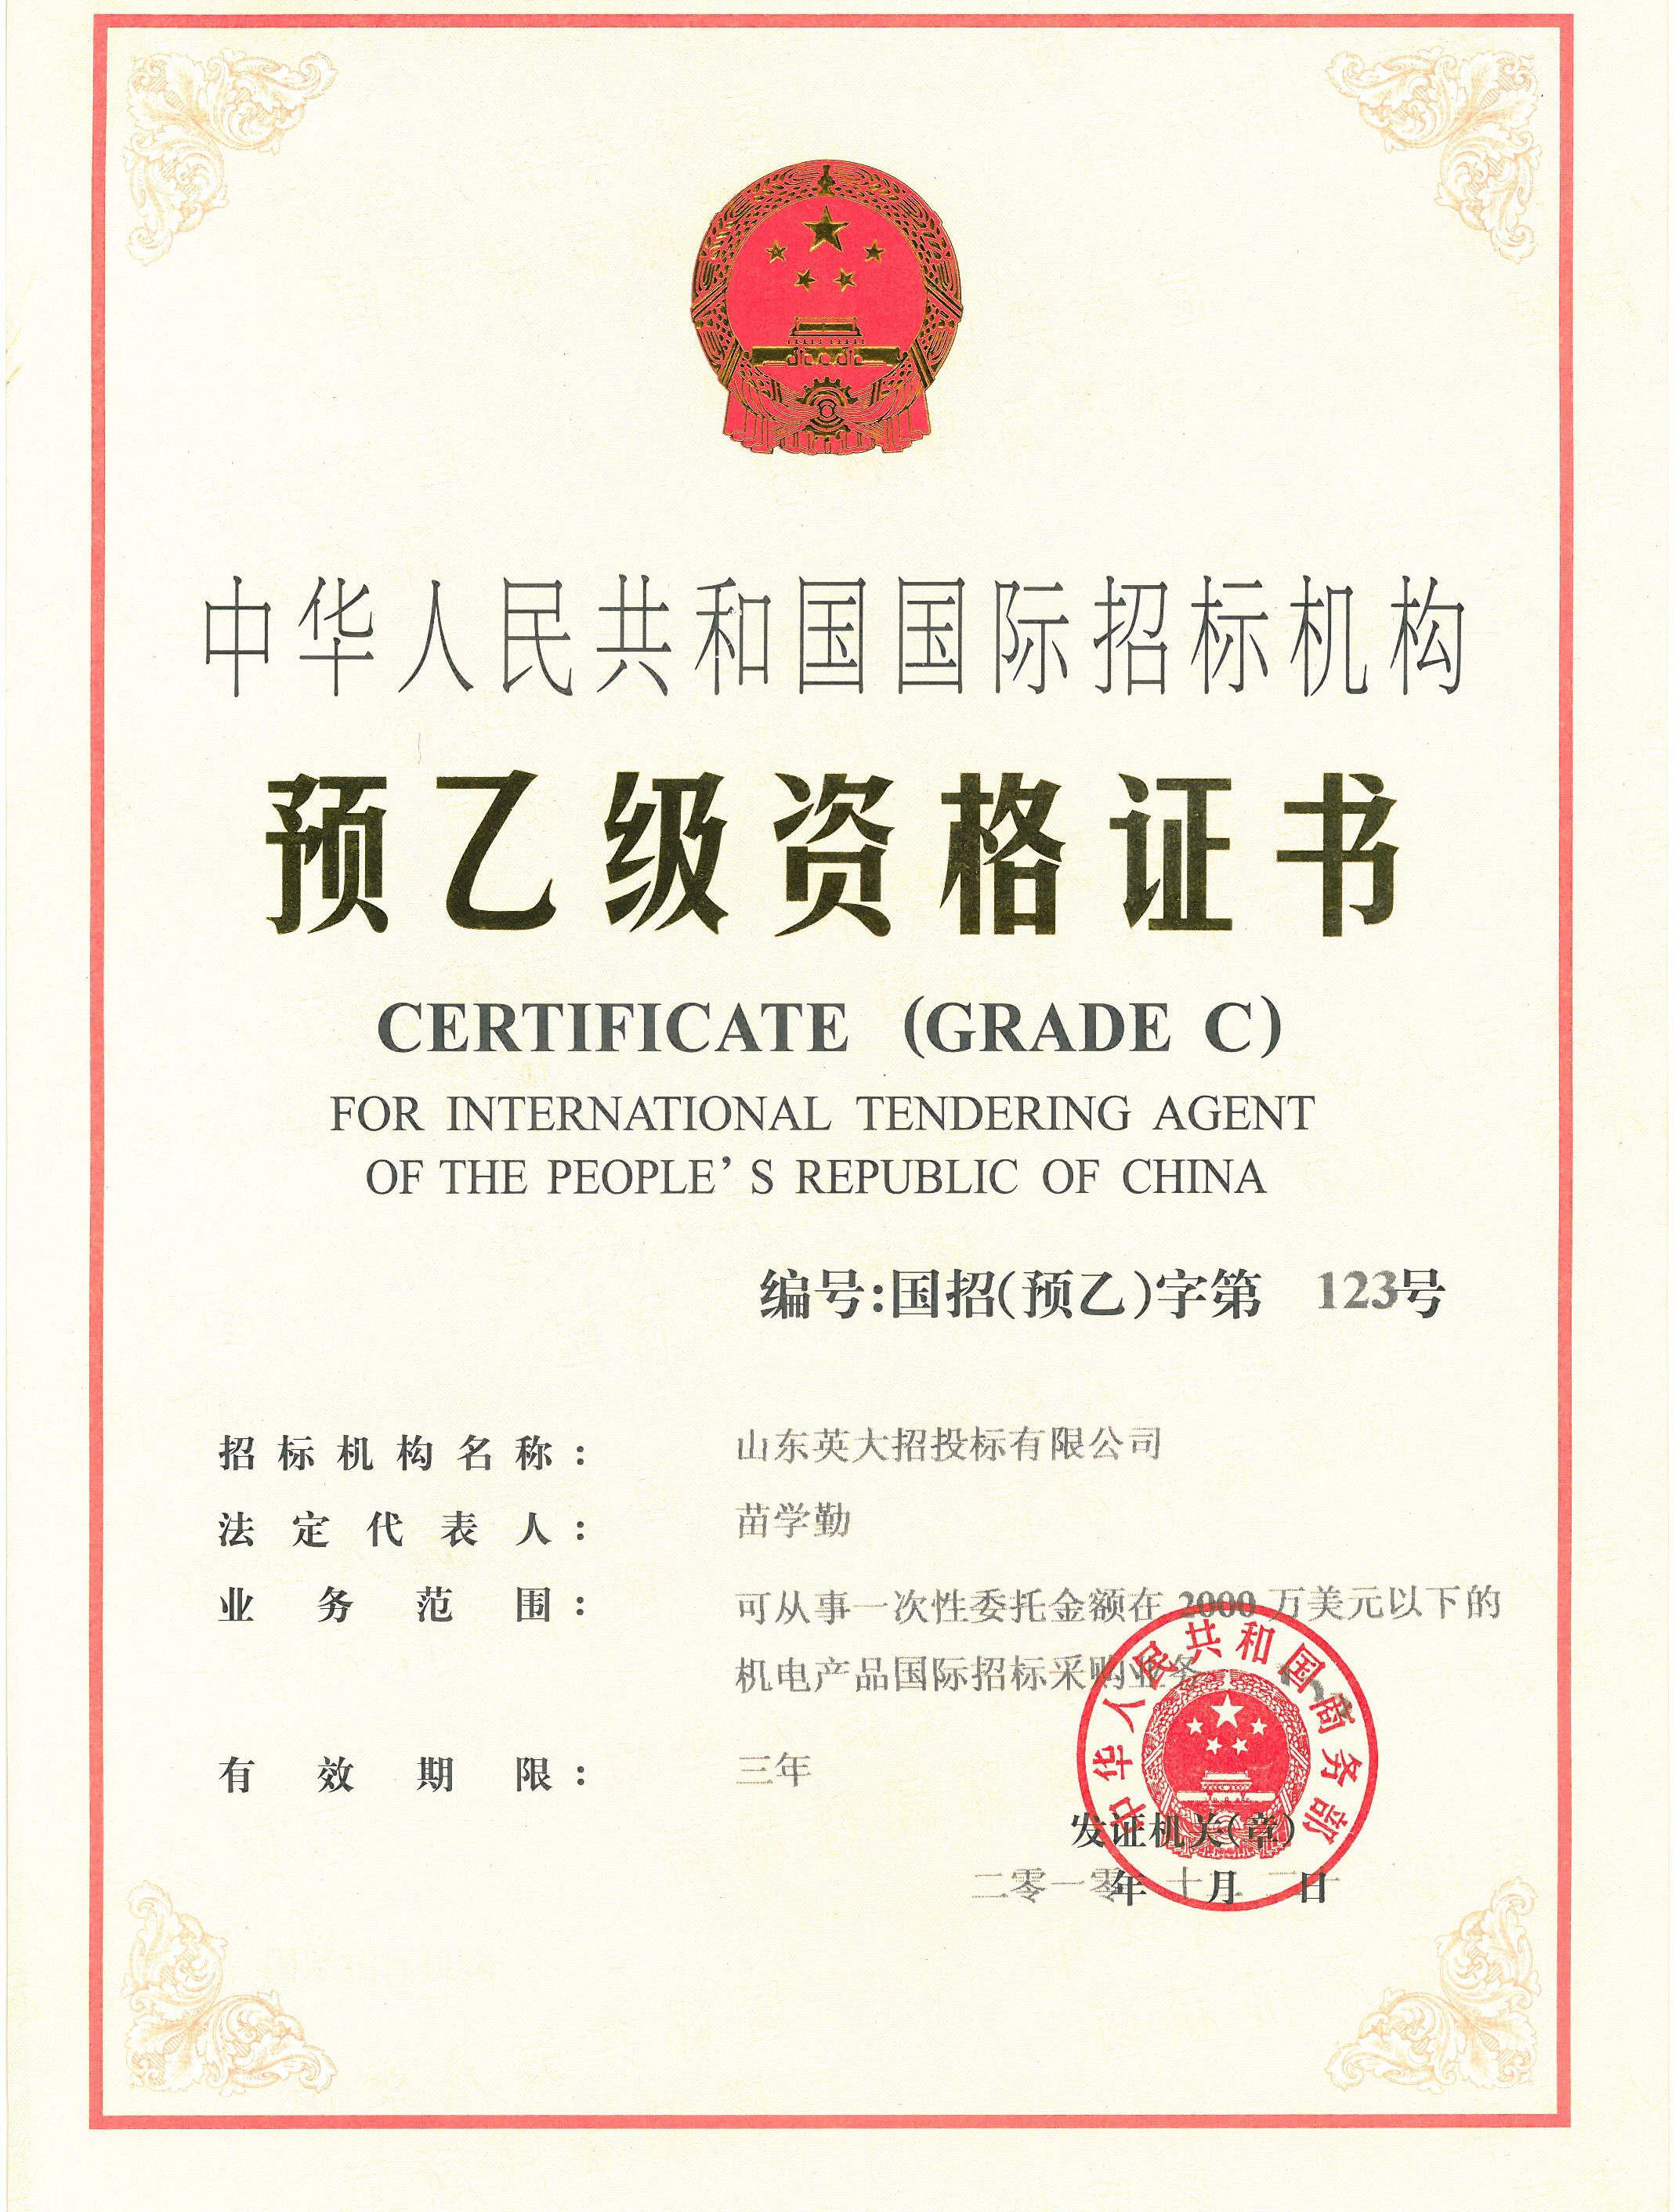 中华人民共和国国际招标机构
预乙级资格证书
CERTIFICATE (GRADE C)
FOR INTERNATIONAL TENDERING AGENT
OF THE PEOPLE'S REPUBLIC OF CHINA
编号:国招(预乙)字第 123号
招标机构名称： 山东英大招投标有限公司
法定代表人： 苗学勤
业务范围： 可从事一次性委托金额在 2000 万美元以下的
机电产品国际招标采购业务
有效期限： 三年
中华人民共和国商务部
发证机关(章)
二零一零年 十月 日